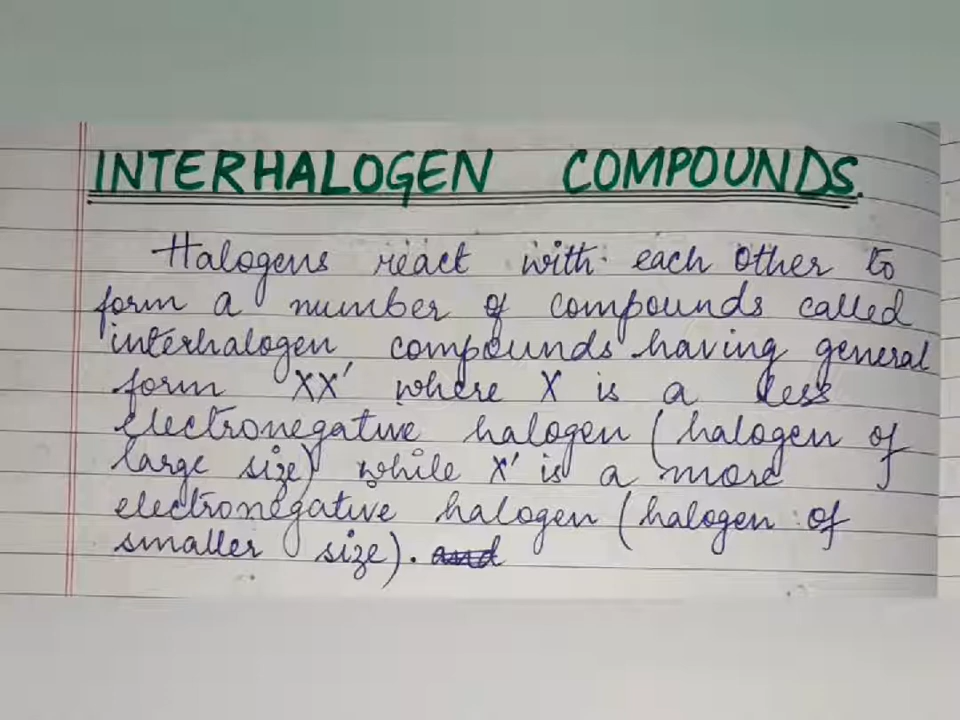 INTERHALOGEN COMPOUNDS.
Halogens react with each other to
form a number of compounds called
interhalogen compounds having general
form XX' where X is a less
electronegative halogen (halogen of
large size) while X' is a more
electronegative halogen (halogen of
smaller size). and